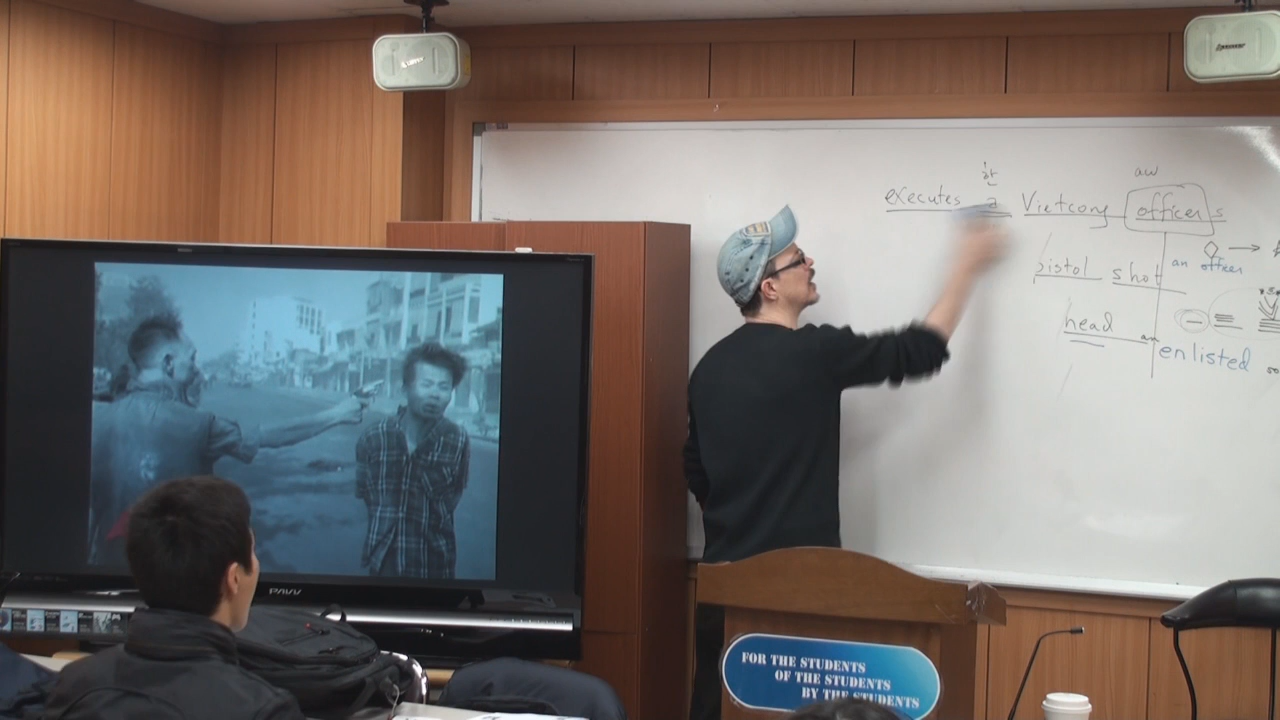 aw
executes a Vietcong officers
pistol shot
an officer
head an
enlisted
so
PAVV
FOR THE STUDENTS
OF THE STUDENTS
BY THE STUDENTS